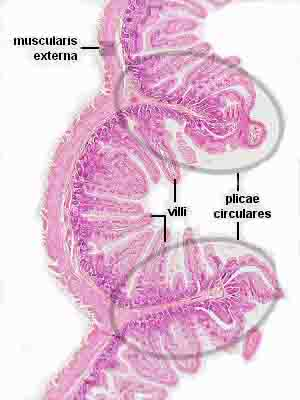 muscularis
externa
villi
plicae
circulares